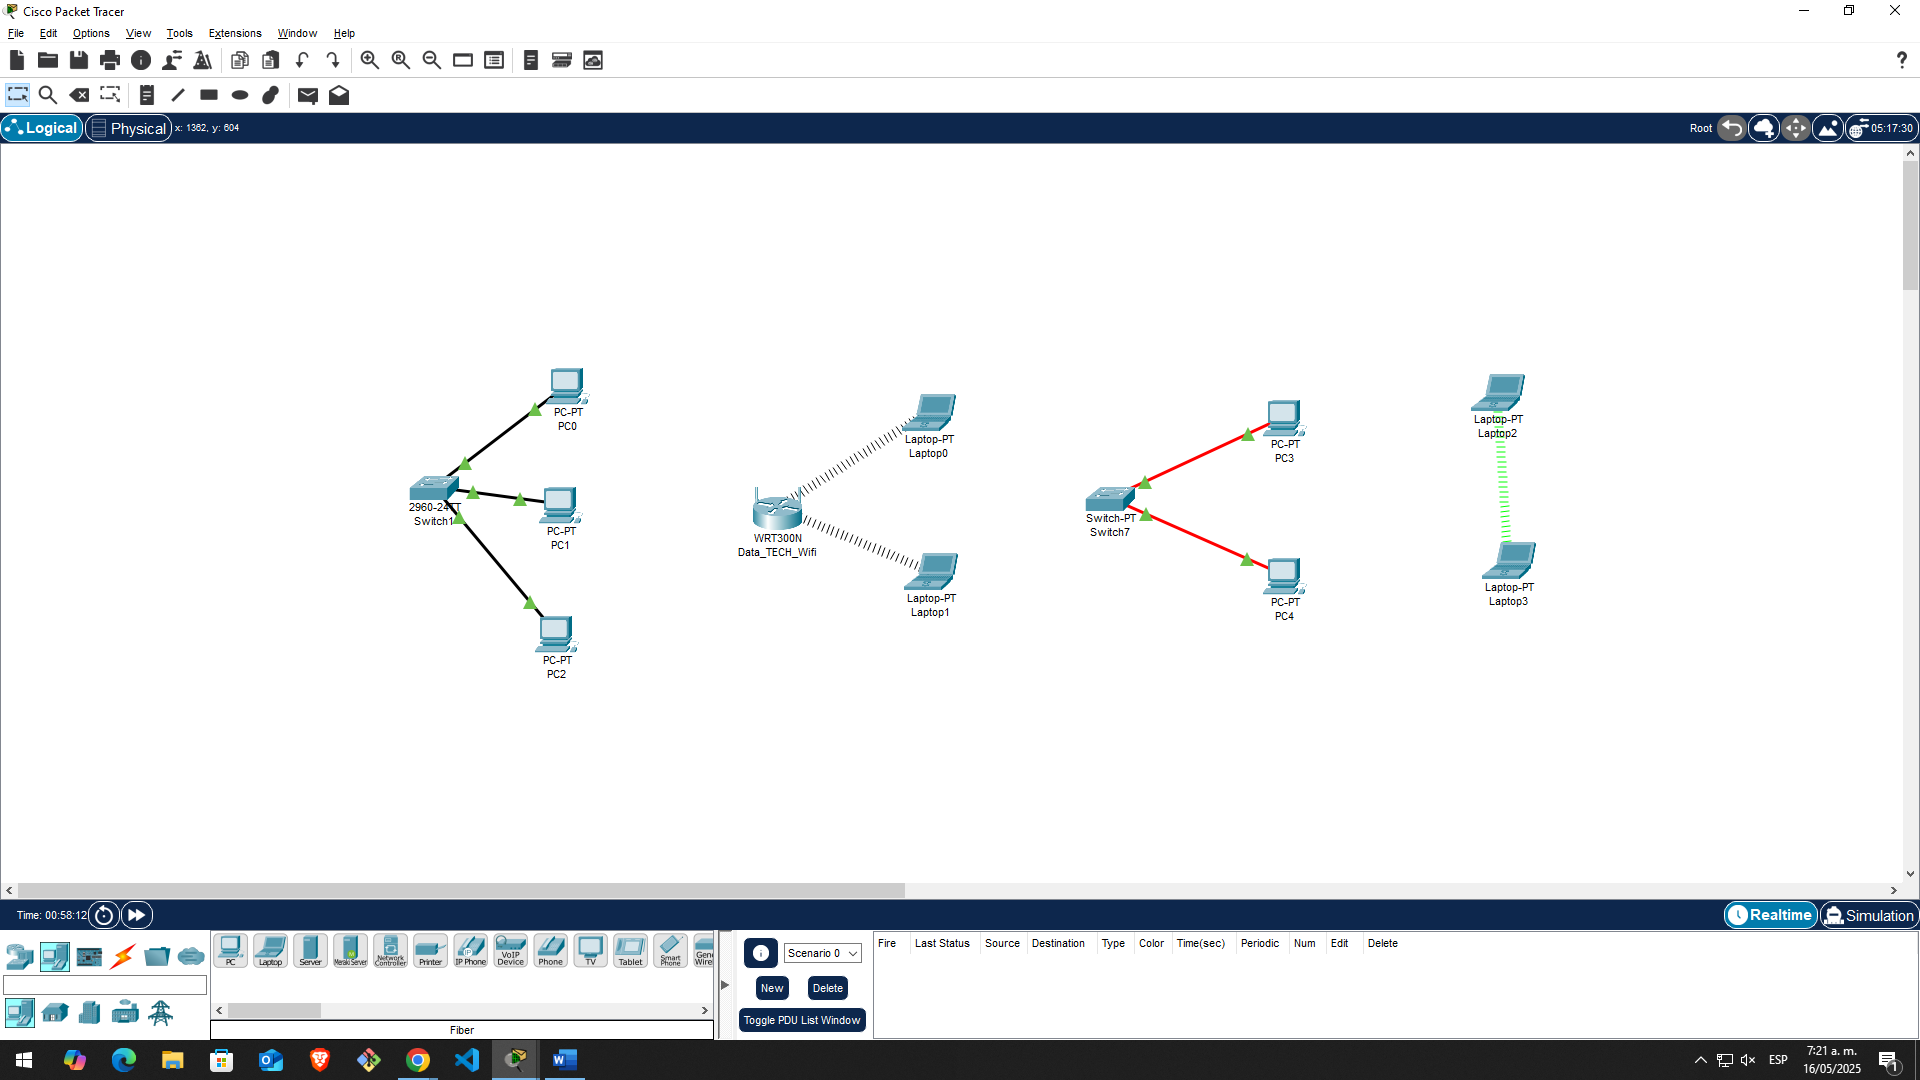 Cisco Packet Tracer
File Edit Options View Tools Extensions Window Help
Logical Physical x: 1362, y: 604 Root 05:17:30
PC-PT
PC0
2960-24TT
Switch1
PC-PT
PC1
PC-PT
PC2
Laptop-PT
Laptop0
WRT300N
Data_TECH_Wifi
Laptop-PT
Laptop1
PC-PT
PC3
Switch-PT
Switch7
PC-PT
PC4
Laptop-PT
Laptop2
Laptop-PT
Laptop3
Time: 00:58:12 Realtime Simulation
PC Laptop Server Meraki Server Network Controller Printer IP Phone VoIP Device Phone TV Tablet Smart Phone
Fiber
Scenario 0
New Delete
Toggle PDU List Window
Fire Last Status Source Destination Type Color Time(sec) Periodic Num Edit Delete
ESP
7:21 a. m.
16/05/2025
1